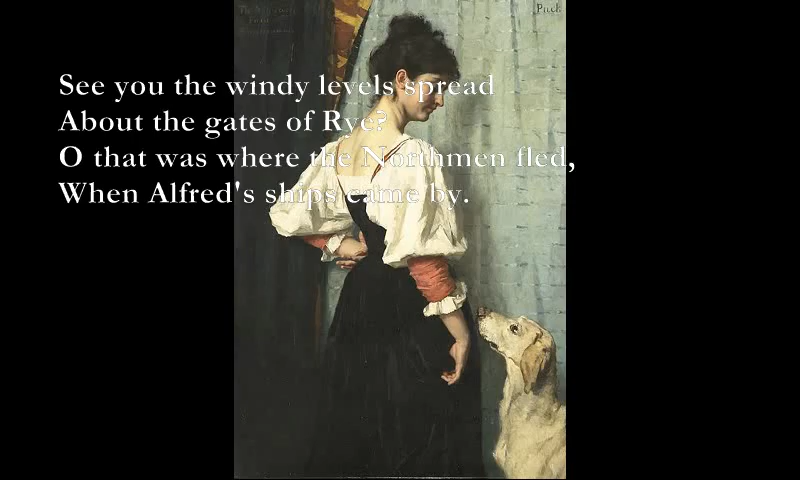 Puck
See you the windy levels spread
About the gates of Rye?
O that was where the Northmen fled,
When Alfred's ships came by.